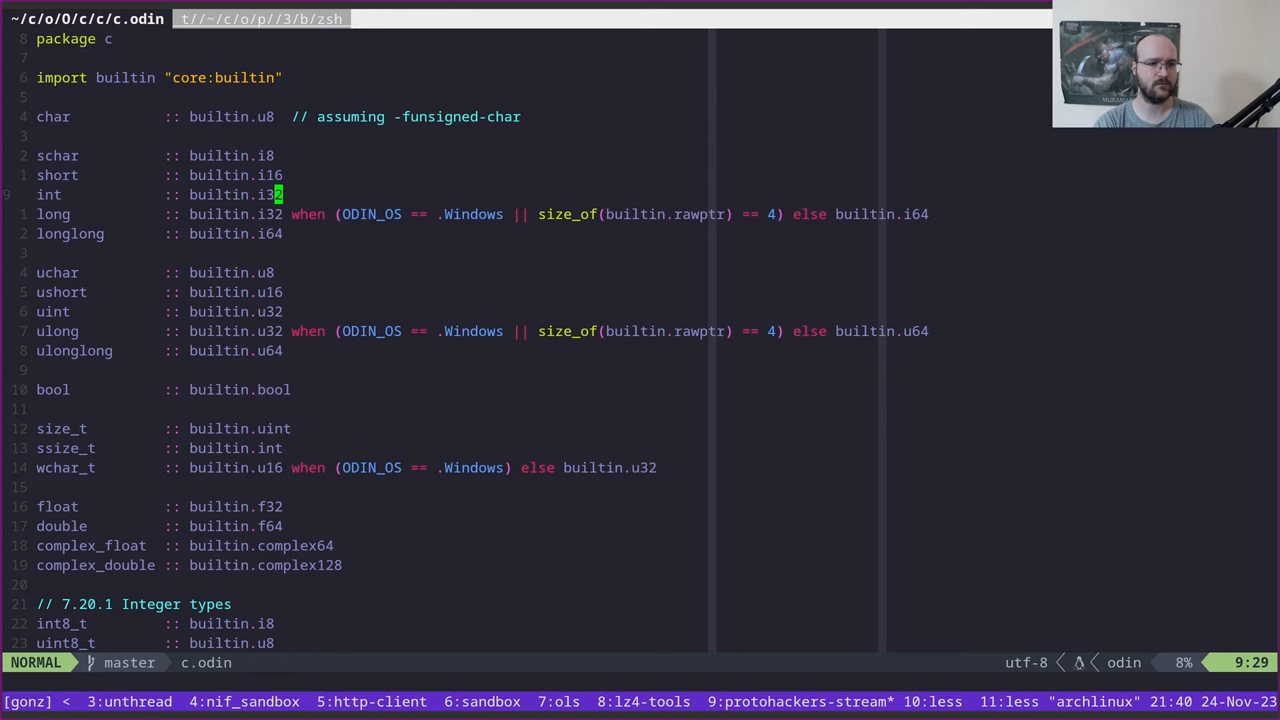 ~/c/o/O/c/c/c.odin t//~/c/o/p//3/b/zsh
8 package c
7
6 import builtin "core:builtin"
5
4 char :: builtin.u8 // assuming -funsigned-char
3
2 schar :: builtin.i8
1 short :: builtin.i16
9 int :: builtin.i32
1 long :: builtin.i32 when (ODIN_OS == .Windows || size_of(builtin.rawptr) == 4) else builtin.i64
2 longlong :: builtin.i64
3
4 uchar :: builtin.u8
5 ushort :: builtin.u16
6 uint :: builtin.u32
7 ulong :: builtin.u32 when (ODIN_OS == .Windows || size_of(builtin.rawptr) == 4) else builtin.u64
8 ulonglong :: builtin.u64
9
10 bool :: builtin.bool
11
12 size_t :: builtin.uint
13 ssize_t :: builtin.int
14 wchar_t :: builtin.u16 when (ODIN_OS == .Windows) else builtin.u32
15
16 float :: builtin.f32
17 double :: builtin.f64
18 complex_float :: builtin.complex64
19 complex_double :: builtin.complex128
20
21 // 7.20.1 Integer types
22 int8_t :: builtin.i8
23 uint8_t :: builtin.u8
NORMAL master c.odin utf-8 < < odin 8% 9:29
[gonz] < 3:unthread 4:nif_sandbox 5:http-client 6:sandbox 7:ols 8:lz4-tools 9:protohackers-stream* 10:less 11:less "archlinux" 21:40 24-Nov-23